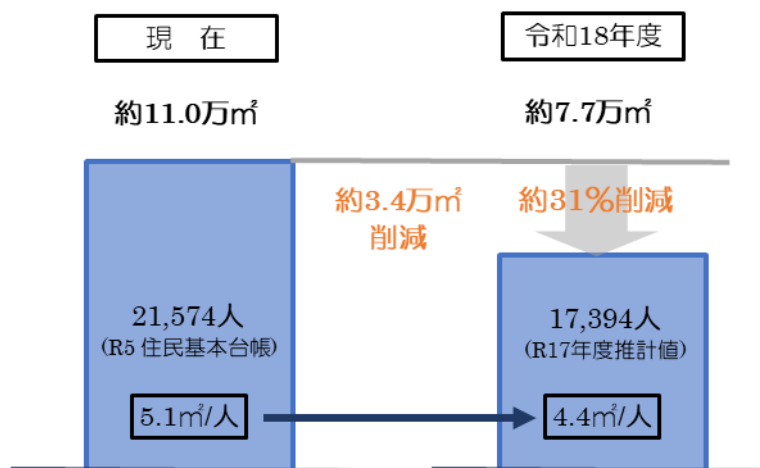 現 在
令和18年度
約11.0万㎡
約7.7万㎡
約3.4万㎡
削減
約31%削減
21,574人
(R5 住民基本台帳)
17,394人
(R17年度推計値)
5.1㎡/人
4.4㎡/人